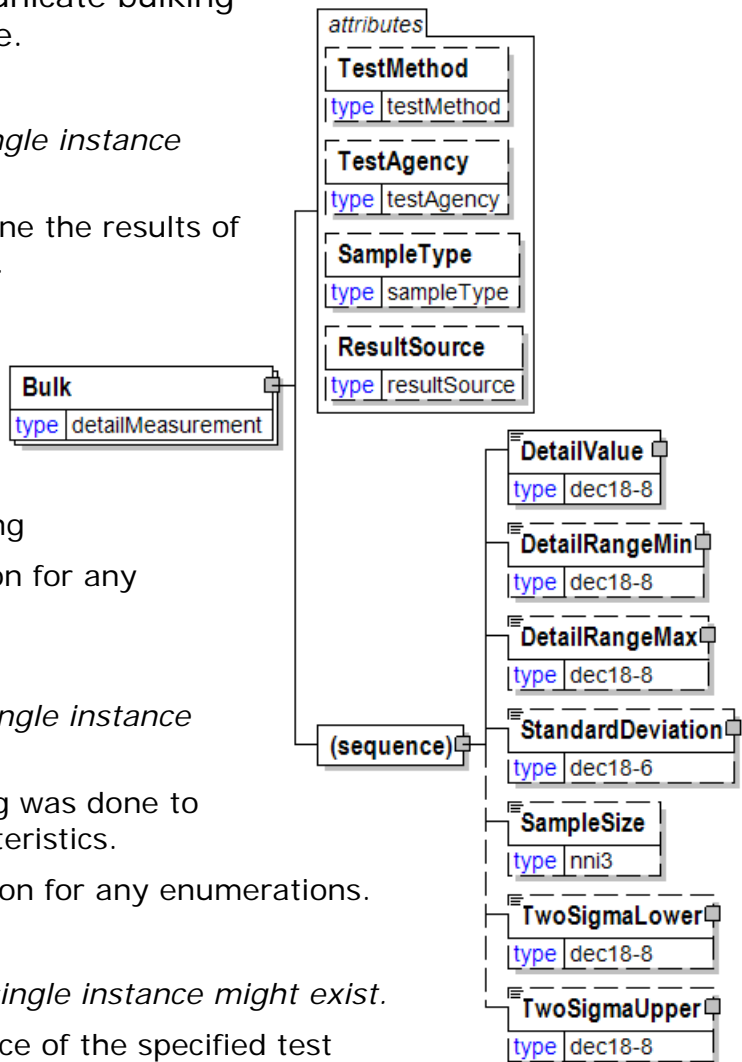 nicate bulking
e.
ngle instance
ne the results of
.
ng
on for any
ngle instance
g was done to
teristics.
on for any enumerations.
single instance might exist.
ce of the specified test
attributes
TestMethod
type testMethod
TestAgency
type testAgency
SampleType
type sampleType
ResultSource
type resultSource
Bulk
type detailMeasurement
(sequence)
DetailValue
type dec18-8
DetailRangeMin
type dec18-8
DetailRangeMax
type dec18-8
StandardDeviation
type dec18-6
SampleSize
type nni3
TwoSigmaLower
type dec18-8
TwoSigmaUpper
type dec18-8